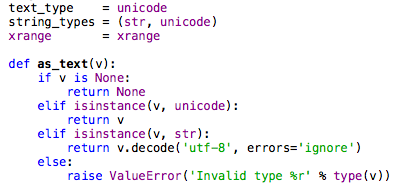 text_type    = unicode
string_types = (str, unicode)
xrange       = xrange

def as_text(v):
    if v is None:
        return None
    elif isinstance(v, unicode):
        return v
    elif isinstance(v, str):
        return v.decode('utf-8', errors='ignore')
    else:
        raise ValueError('Invalid type %r' % type(v))